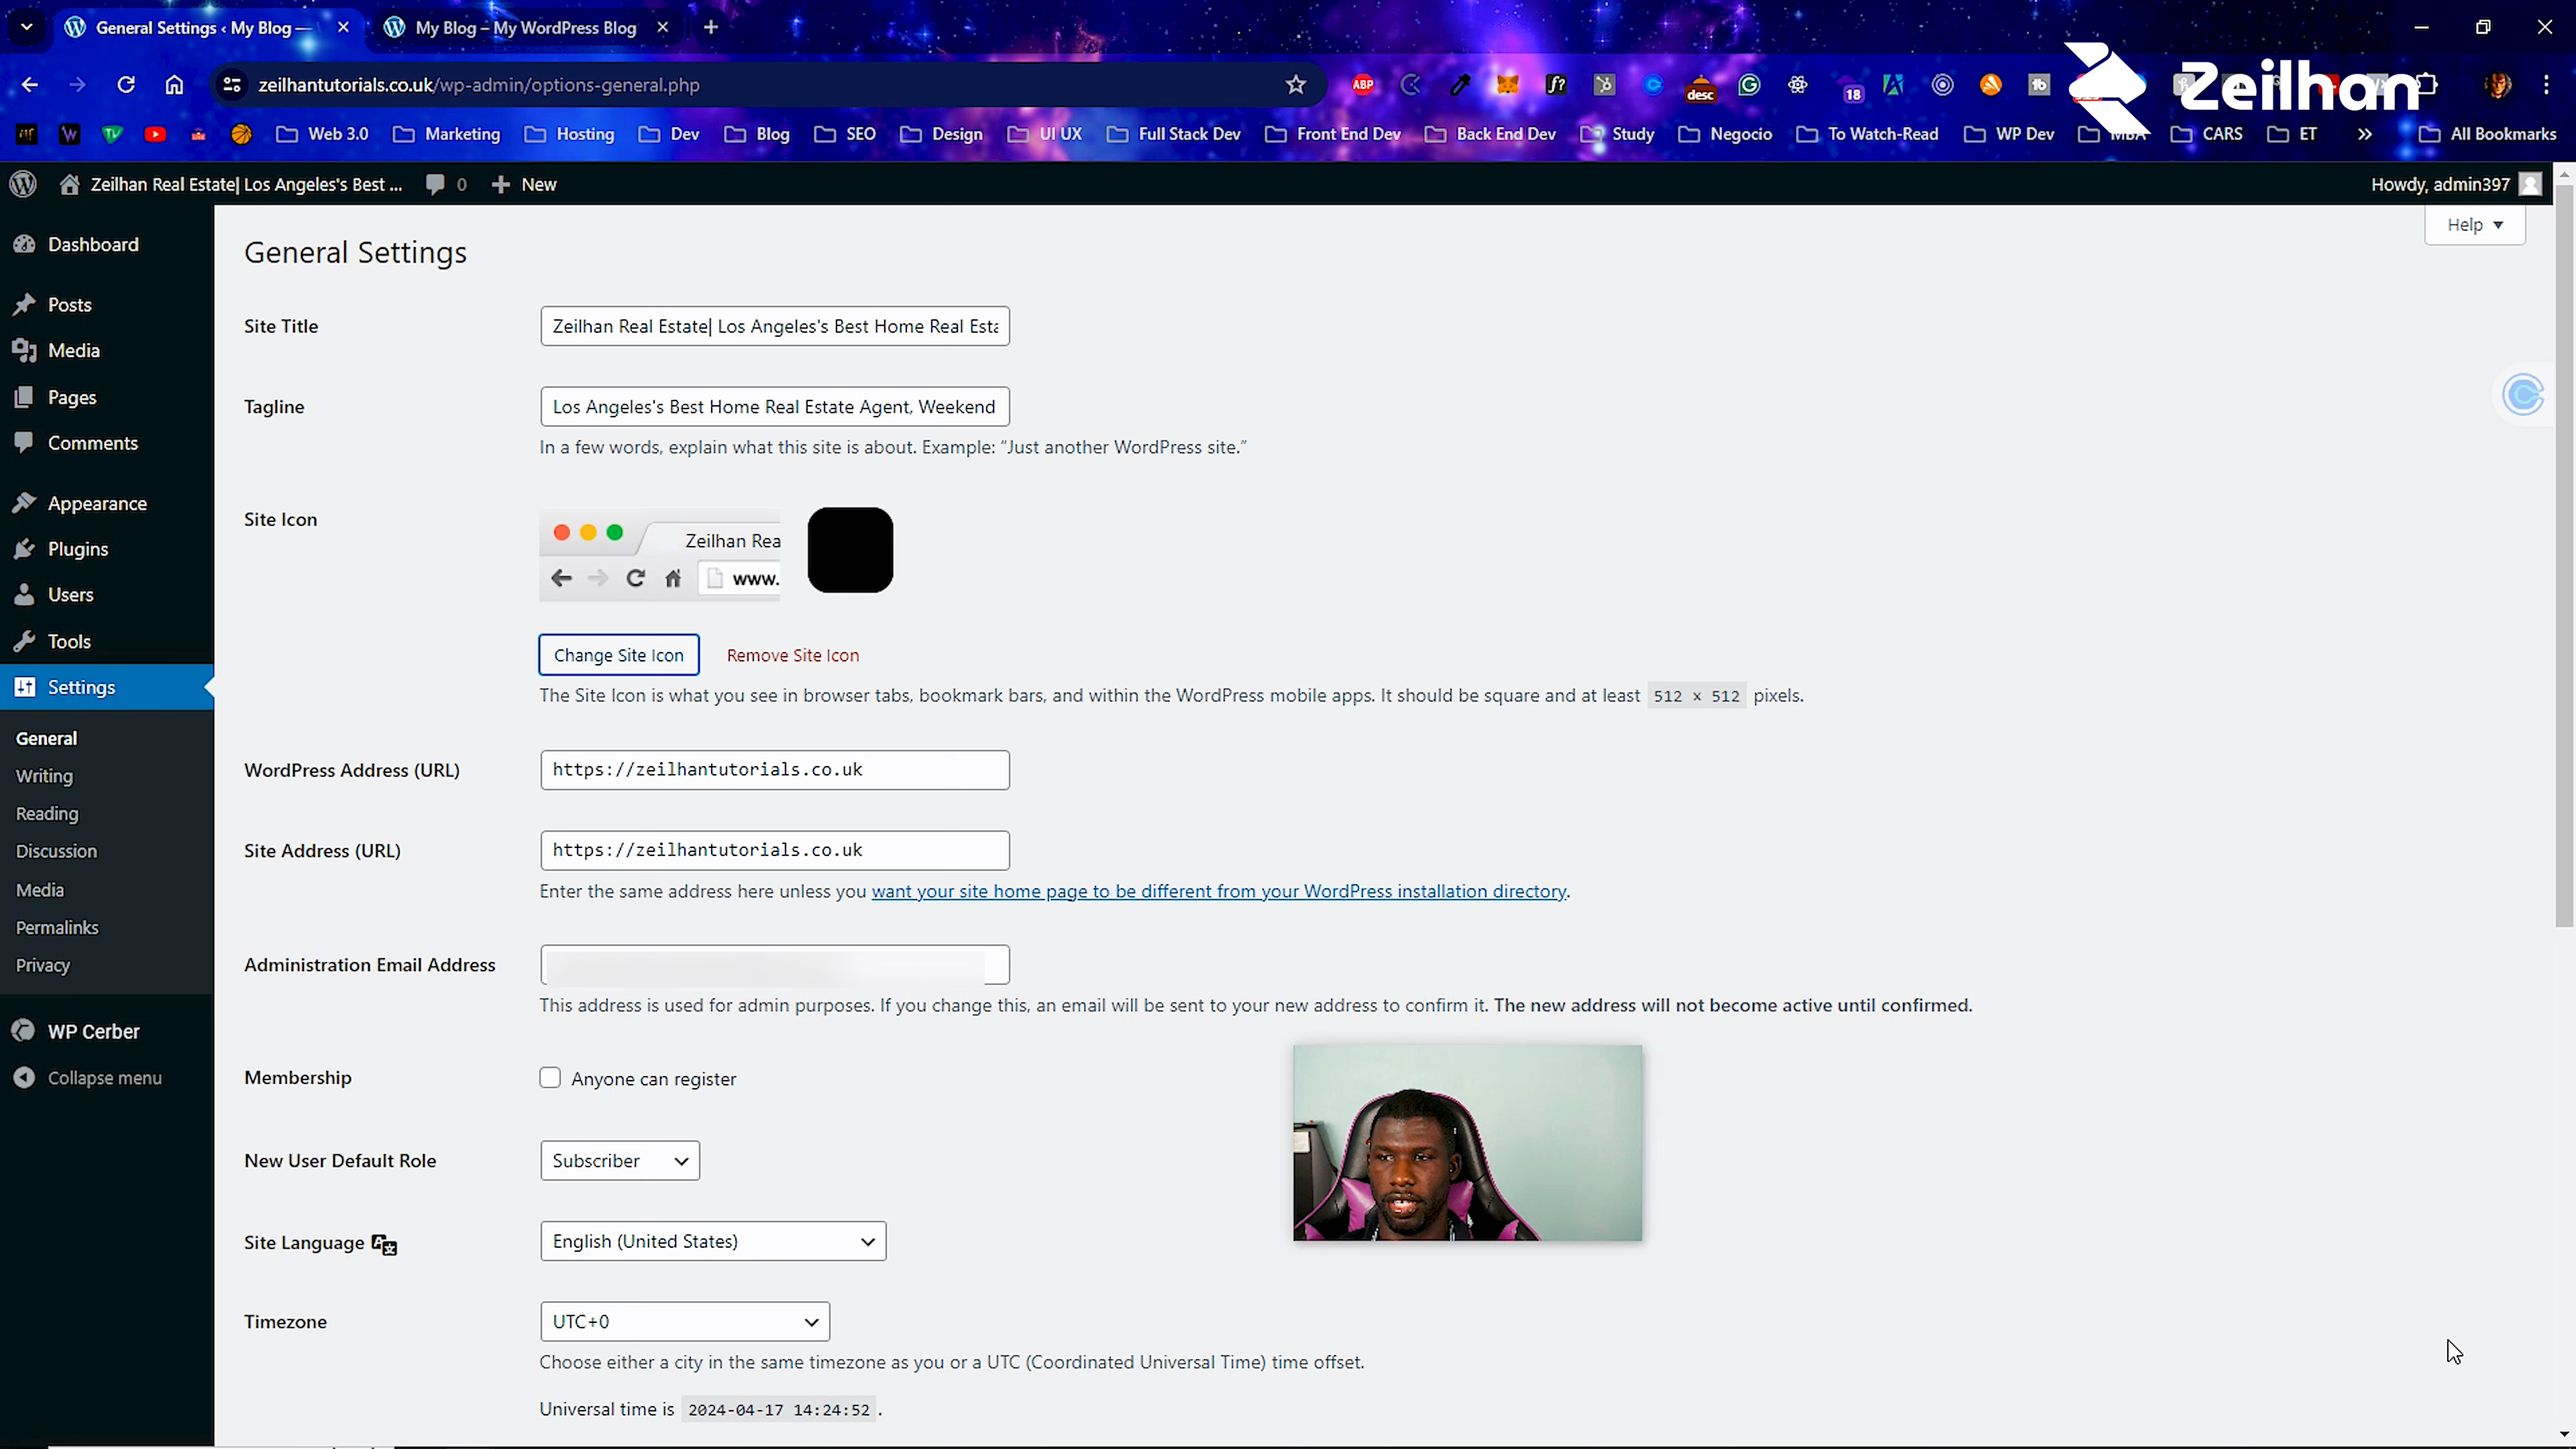 General Settings ‹ My Blog —
My Blog – My WordPress Blog
zeilhantutorials.co.uk/wp-admin/options-general.php
ABP
f?
desc
18
Zeilhan
Web 3.0
Marketing
Hosting
Dev
Blog
SEO
Design
UI UX
Full Stack Dev
Front End Dev
Back End Dev
Study
Negocio
To Watch-Read
WP Dev
MBA
CARS
ET
All Bookmarks
Zeilhan Real Estate| Los Angeles's Best ...
0
New
Howdy, admin397
Help
Dashboard
Posts
Media
Pages
Comments
Appearance
Plugins
Users
Tools
Settings
General
Writing
Reading
Discussion
Media
Permalinks
Privacy
WP Cerber
Collapse menu
General Settings
Site Title
Zeilhan Real Estate| Los Angeles's Best Home Real Esta
Tagline
Los Angeles's Best Home Real Estate Agent, Weekend
In a few words, explain what this site is about. Example: “Just another WordPress site.”
Site Icon
Zeilhan Rea
www.
Change Site Icon
Remove Site Icon
The Site Icon is what you see in browser tabs, bookmark bars, and within the WordPress mobile apps. It should be square and at least 512 × 512 pixels.
WordPress Address (URL)
https://zeilhantutorials.co.uk
Site Address (URL)
https://zeilhantutorials.co.uk
Enter the same address here unless you want your site home page to be different from your WordPress installation directory.
Administration Email Address
This address is used for admin purposes. If you change this, an email will be sent to your new address to confirm it. The new address will not become active until confirmed.
Membership
Anyone can register
New User Default Role
Subscriber
Site Language
English (United States)
Timezone
UTC+0
Choose either a city in the same timezone as you or a UTC (Coordinated Universal Time) time offset.
Universal time is 2024-04-17 14:24:52 .